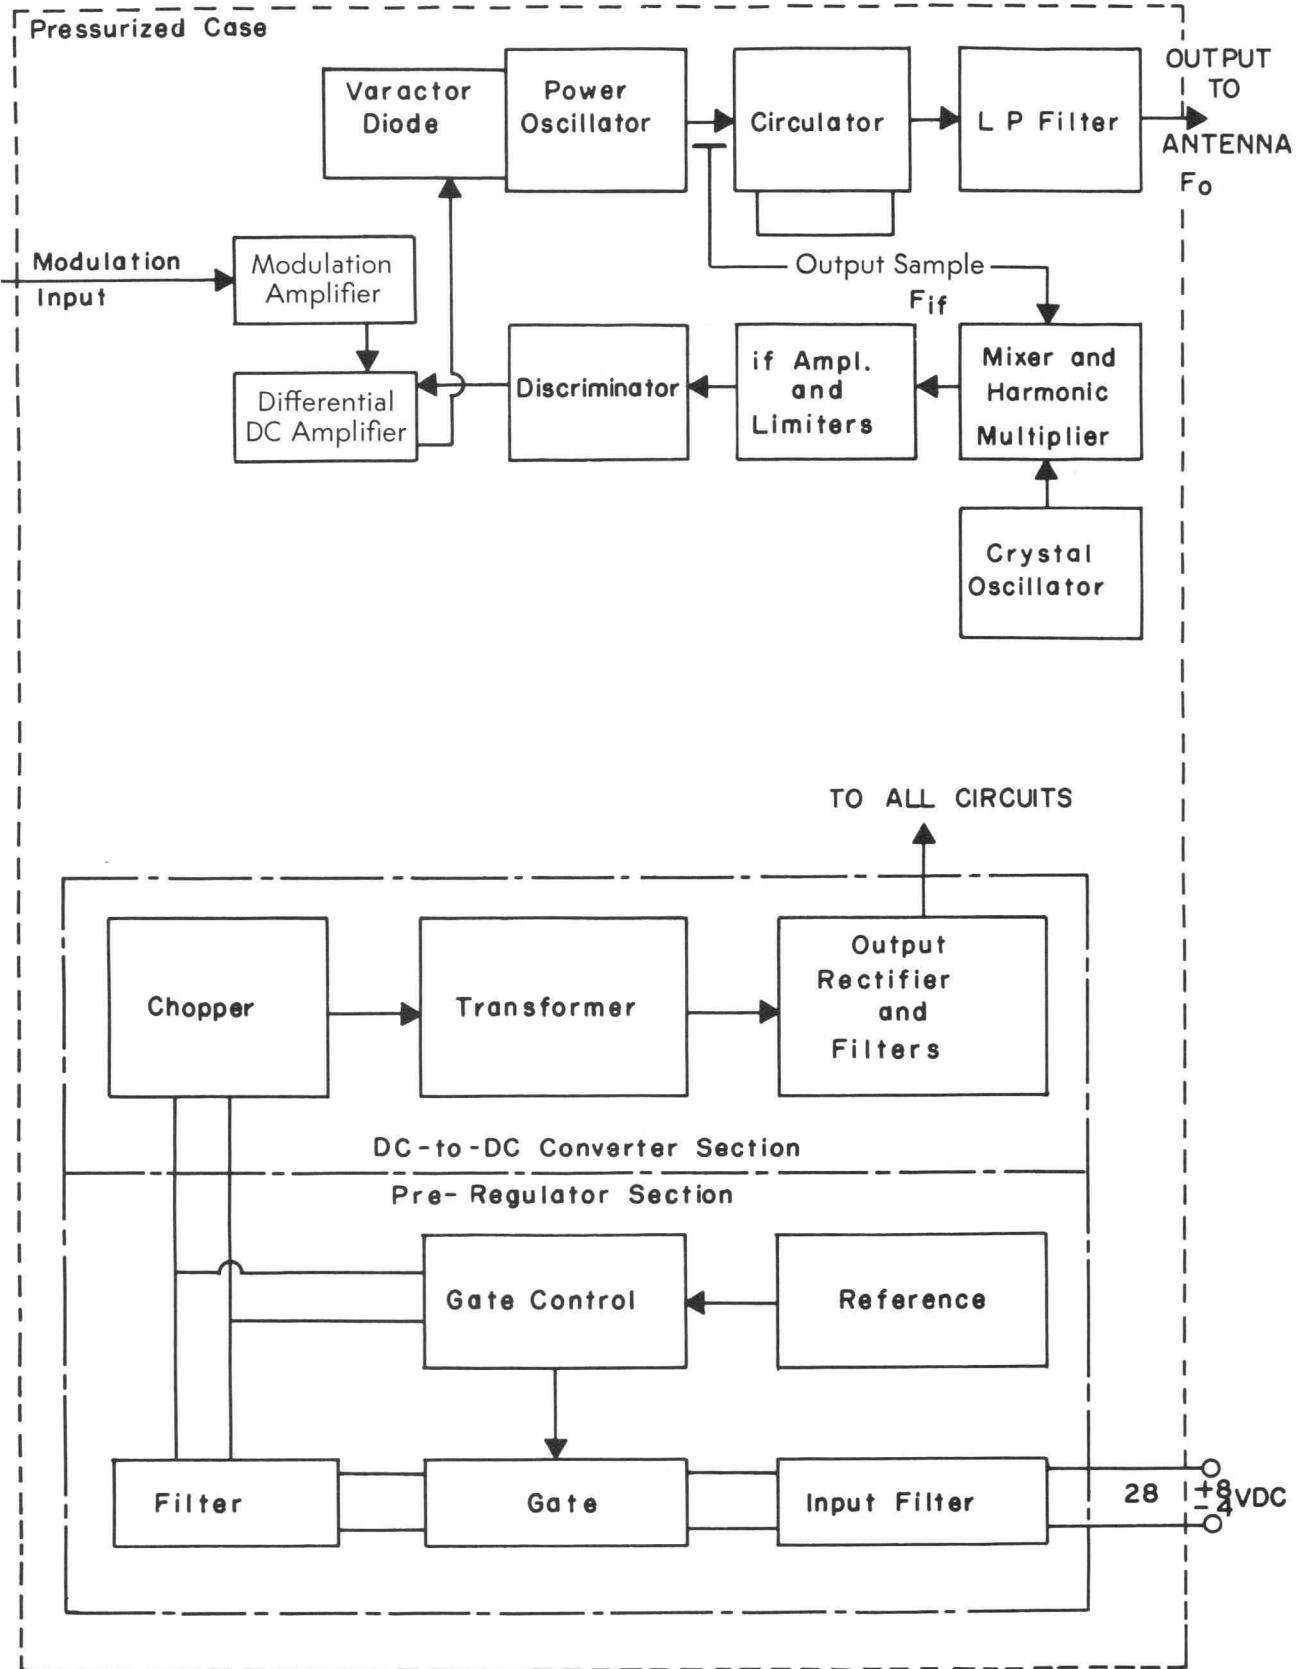 Pressurized Case
Varactor
Diode
Power
Oscillator
Circulator
L P Filter
OUTPUT
TO
ANTENNA
Fo
Modulation
Input
Modulation
Amplifier
Output Sample
Fif
Differential
DC Amplifier
Discriminator
if Ampl.
and
Limiters
Mixer and
Harmonic
Multiplier
Crystal
Oscillator
TO ALL CIRCUITS
Chopper
Transformer
Output
Rectifier
and
Filters
DC-to-DC Converter Section
Pre-Regulator Section
Gate Control
Reference
Filter
Gate
Input Filter
28 +8 -4 VDC